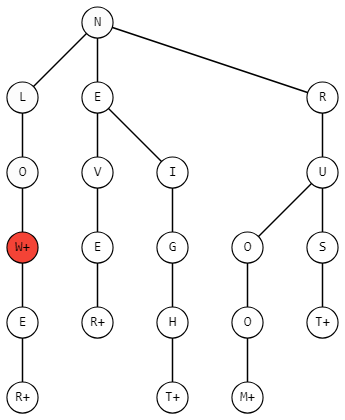 N
L E R
O V I U
W+ E G O S
E R+ H O T+
R+ T+ M+